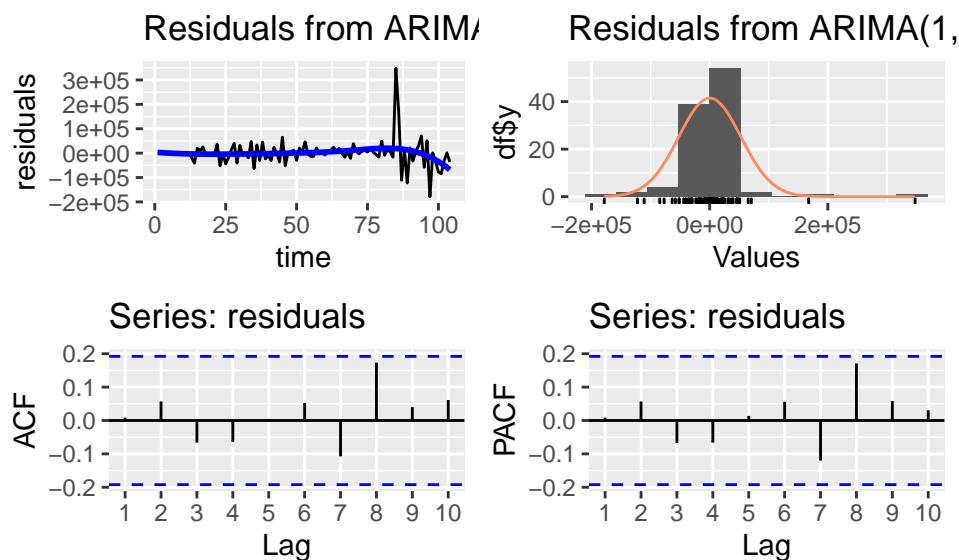 Residuals from ARIMA
3e+05
2e+05
1e+05
0e+00
−1e+05
−2e+05
residuals
0 25 50 75 100
time
Residuals from ARIMA(1,
40
20
0
df$y
−2e+05 0e+00 2e+05
Values
Series: residuals
0.2
0.1
0.0
−0.1
−0.2
ACF
1 2 3 4 5 6 7 8 9 10
Lag
Series: residuals
0.2
0.1
0.0
−0.1
−0.2
PACF
1 2 3 4 5 6 7 8 9 10
Lag